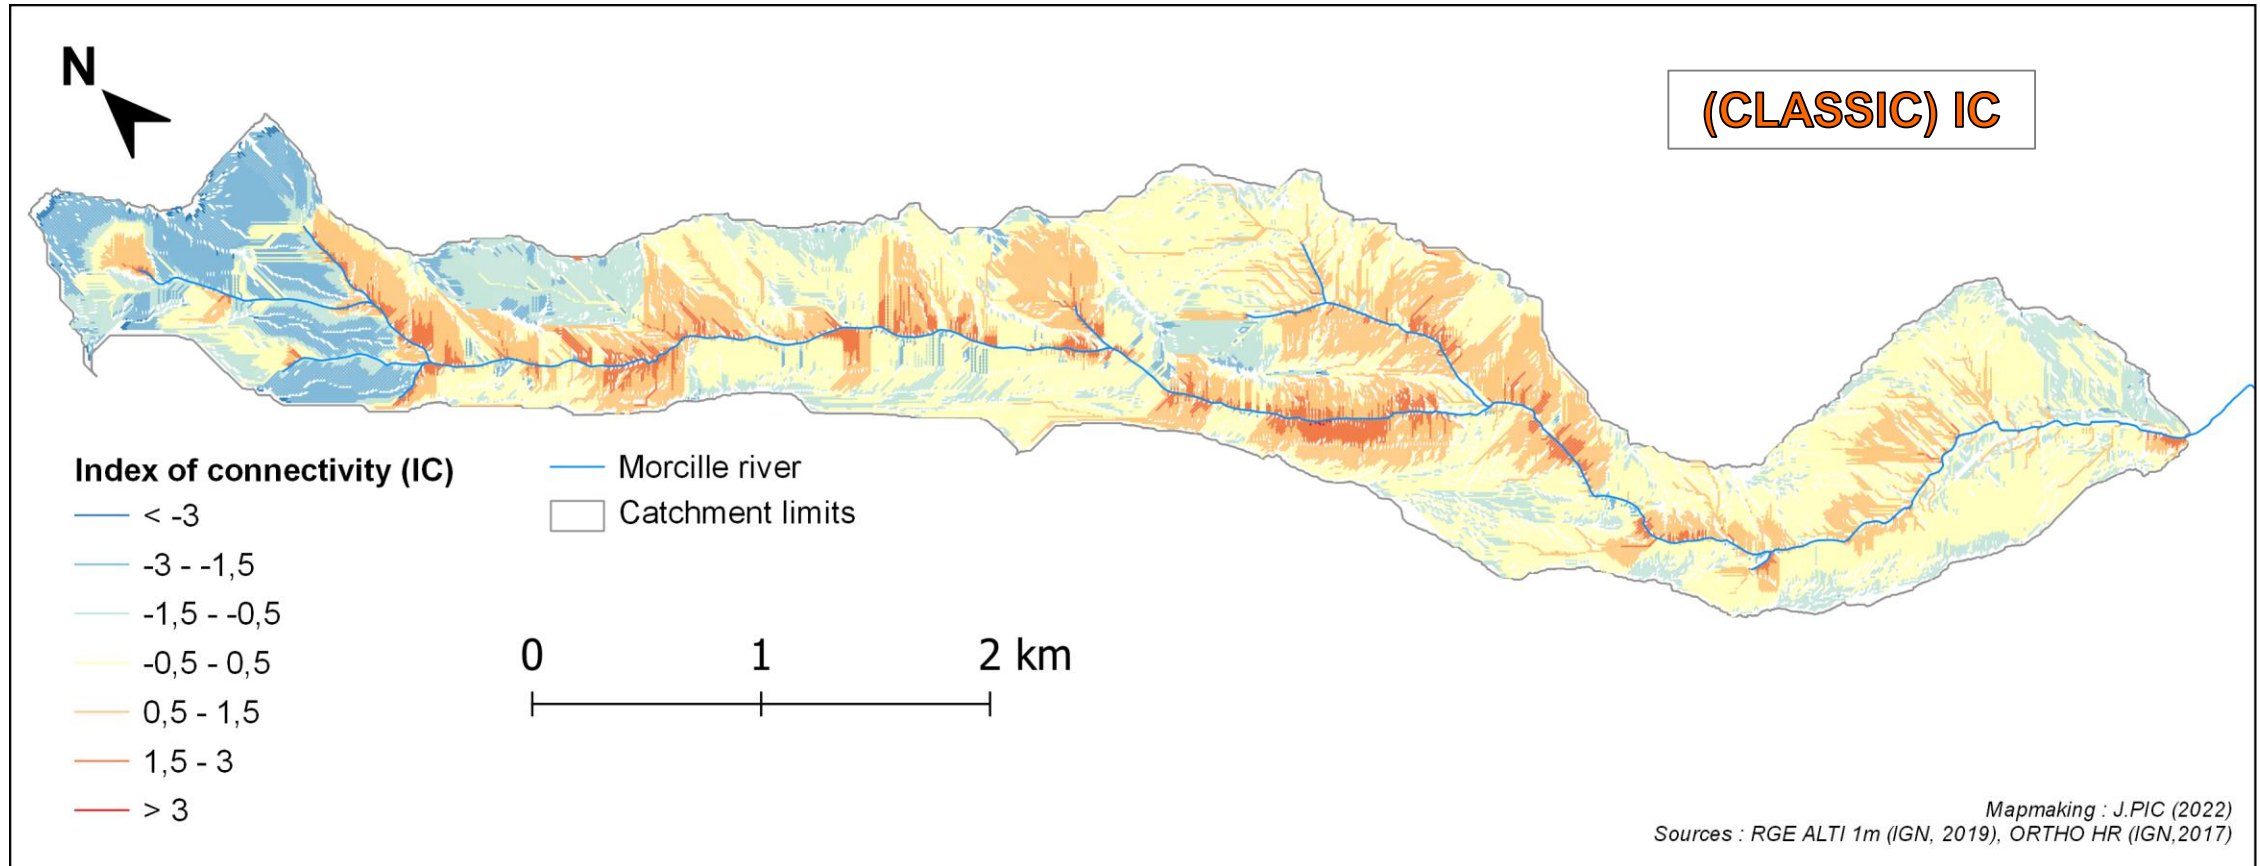 N
(CLASSIC) IC
Index of connectivity (IC)
< -3
-3 - -1,5
-1,5 - -0,5
-0,5 - 0,5
0,5 - 1,5
1,5 - 3
> 3
Morcille river
Catchment limits
0 1 2 km
Mapmaking : J.PIC (2022)
Sources : RGE ALTI 1m (IGN, 2019), ORTHO HR (IGN,2017)